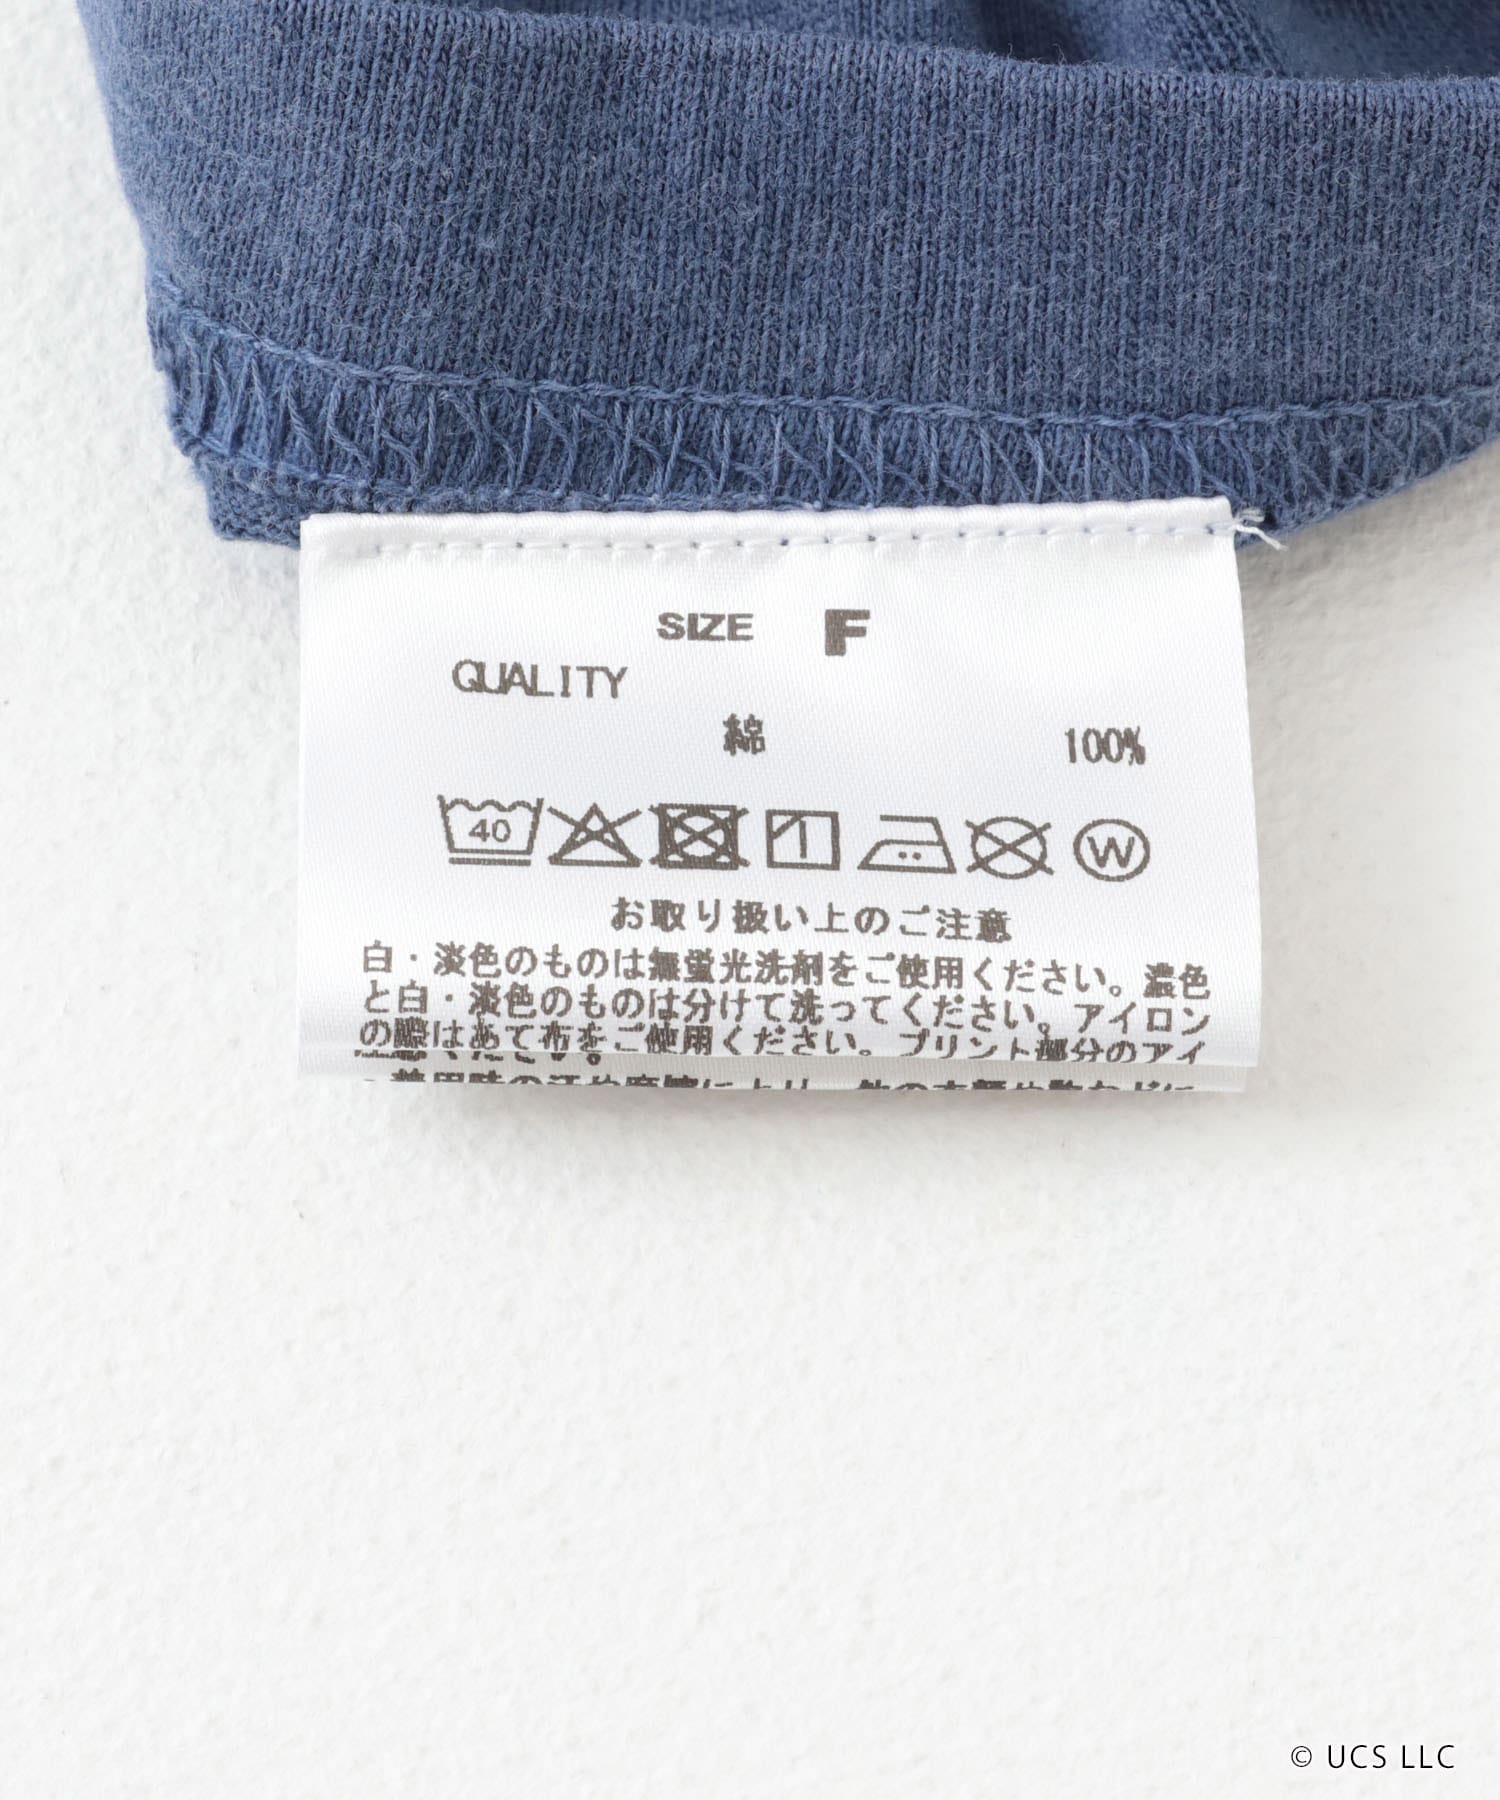 SIZE F
QUALITY
綿 100%
40
W
お取り扱い上のご注意
白・淡色のものは無蛍光洗剤をご使用ください。濃色
と白・淡色のものは分けて洗ってください。アイロン
の際はあて布をご使用ください。プリント部分のアイ
© UCS LLC